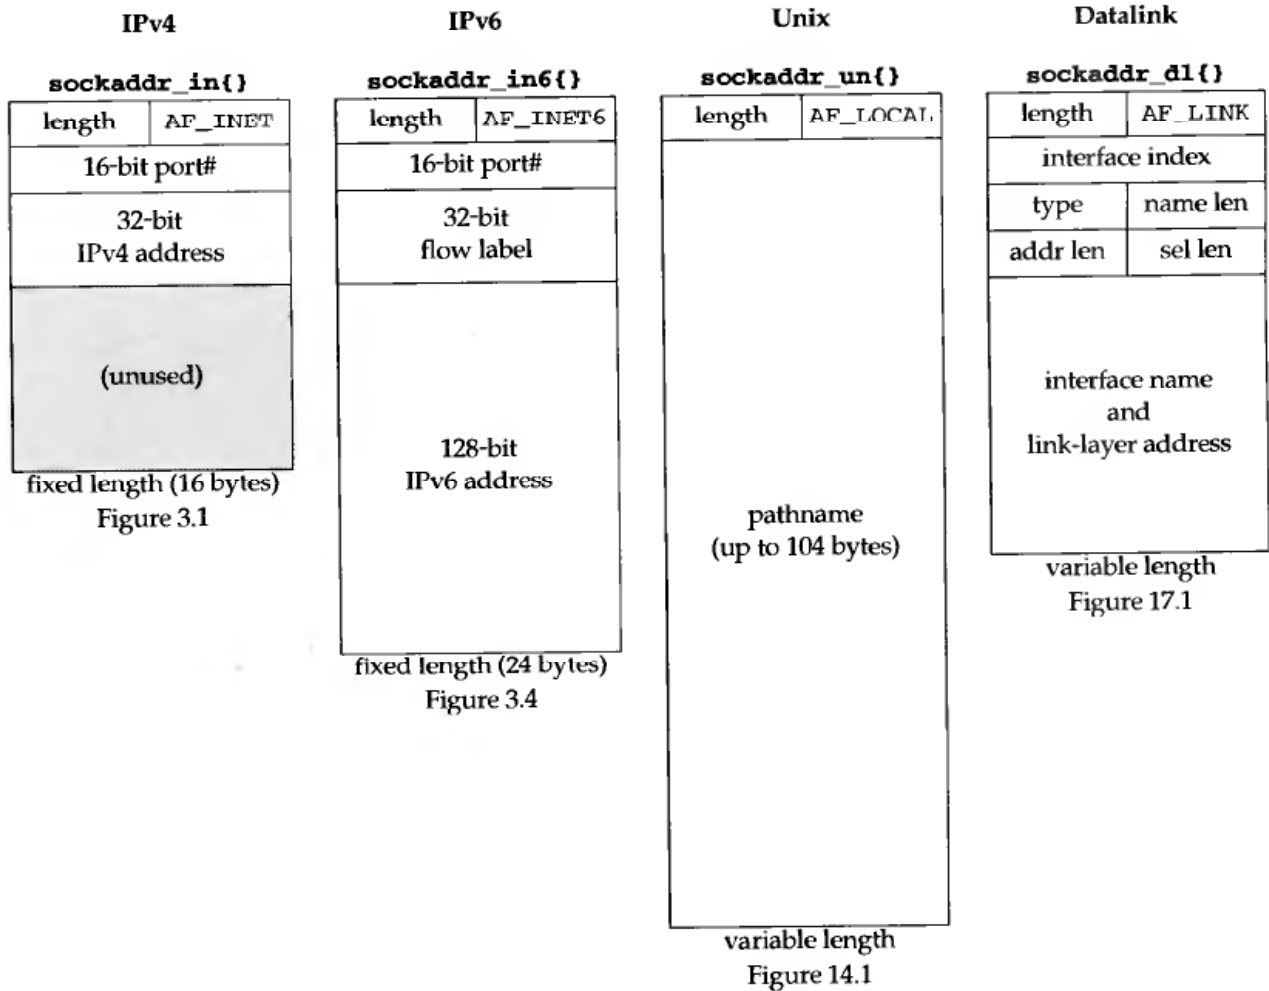 IPv4
sockaddr_in{}
length AF_INET
16-bit port#
32-bit
IPv4 address
(unused)
fixed length (16 bytes)
Figure 3.1
IPv6
sockaddr_in6{}
length AF_INET6
16-bit port#
32-bit
flow label
128-bit
IPv6 address
fixed length (24 bytes)
Figure 3.4
Unix
sockaddr_un{}
length AF_LOCAL
pathname
(up to 104 bytes)
variable length
Figure 14.1
Datalink
sockaddr_dl{}
length AF_LINK
interface index
type name len
addr len sel len
interface name
and
link-layer address
variable length
Figure 17.1